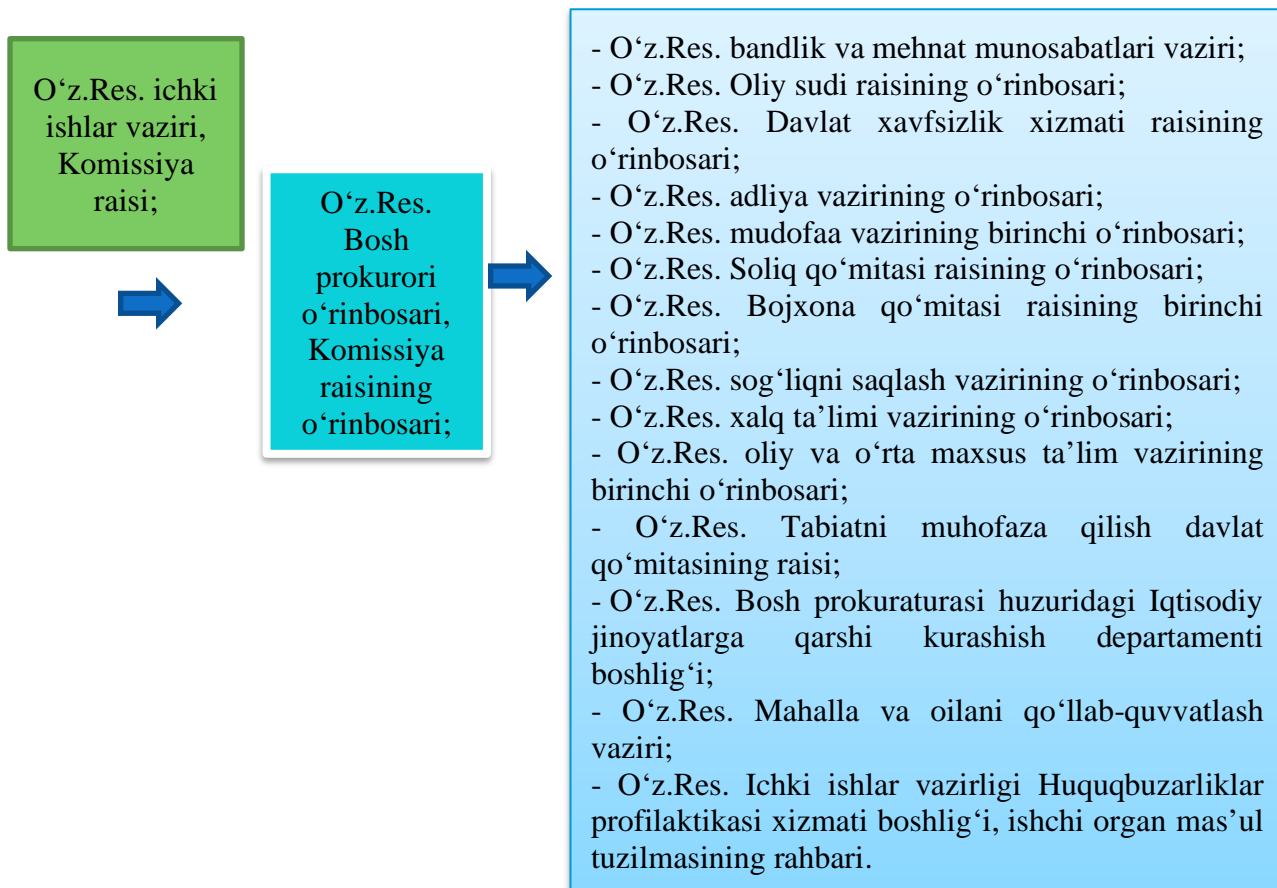 O‘z.Res. ichki
ishlar vaziri,
Komissiya
raisi;
O‘z.Res.
Bosh
prokurori
o‘rinbosari,
Komissiya
raisining
o‘rinbosari;
- O‘z.Res. bandlik va mehnat munosabatlari vaziri;
- O‘z.Res. Oliy sudi raisining o‘rinbosari;
- O‘z.Res. Davlat xavfsizlik xizmati raisining
o‘rinbosari;
- O‘z.Res. adliya vazirining o‘rinbosari;
- O‘z.Res. mudofaa vazirining birinchi o‘rinbosari;
- O‘z.Res. Soliq qo‘mitasi raisining o‘rinbosari;
- O‘z.Res. Bojxona qo‘mitasi raisining birinchi
o‘rinbosari;
- O‘z.Res. sog‘liqni saqlash vazirining o‘rinbosari;
- O‘z.Res. xalq ta’limi vazirining o‘rinbosari;
- O‘z.Res. oliy va o‘rta maxsus ta’lim vazirining
birinchi o‘rinbosari;
- O‘z.Res. Tabiatni muhofaza qilish davlat
qo‘mitasining raisi;
- O‘z.Res. Bosh prokuraturasi huzuridagi Iqtisodiy
jinoyatlarga qarshi kurashish departamenti
boshlig‘i;
- O‘z.Res. Mahalla va oilani qo‘llab-quvvatlash
vaziri;
- O‘z.Res. Ichki ishlar vazirligi Huquqbuzarliklar
profilaktikasi xizmati boshlig‘i, ishchi organ mas’ul
tuzilmasining rahbari.